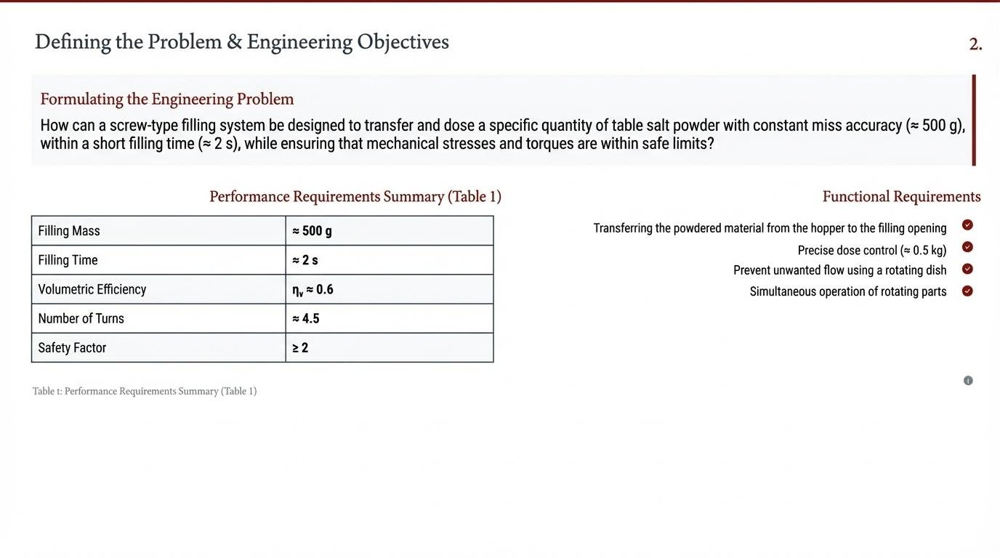 Defining the Problem & Engineering Objectives
2.
Formulating the Engineering Problem
How can a screw-type filling system be designed to transfer and dose a specific quantity of table salt powder with constant miss accuracy (≈ 500 g),
within a short filling time (≈ 2 s), while ensuring that mechanical stresses and torques are within safe limits?
Performance Requirements Summary (Table 1)
Filling Mass ≈ 500 g
Filling Time ≈ 2 s
Volumetric Efficiency ηᵥ ≈ 0.6
Number of Turns ≈ 4.5
Safety Factor ≥ 2
Table t: Performance Requirements Summary (Table 1)
Functional Requirements
Transferring the powdered material from the hopper to the filling opening
Precise dose control (≈ 0.5 kg)
Prevent unwanted flow using a rotating dish
Simultaneous operation of rotating parts